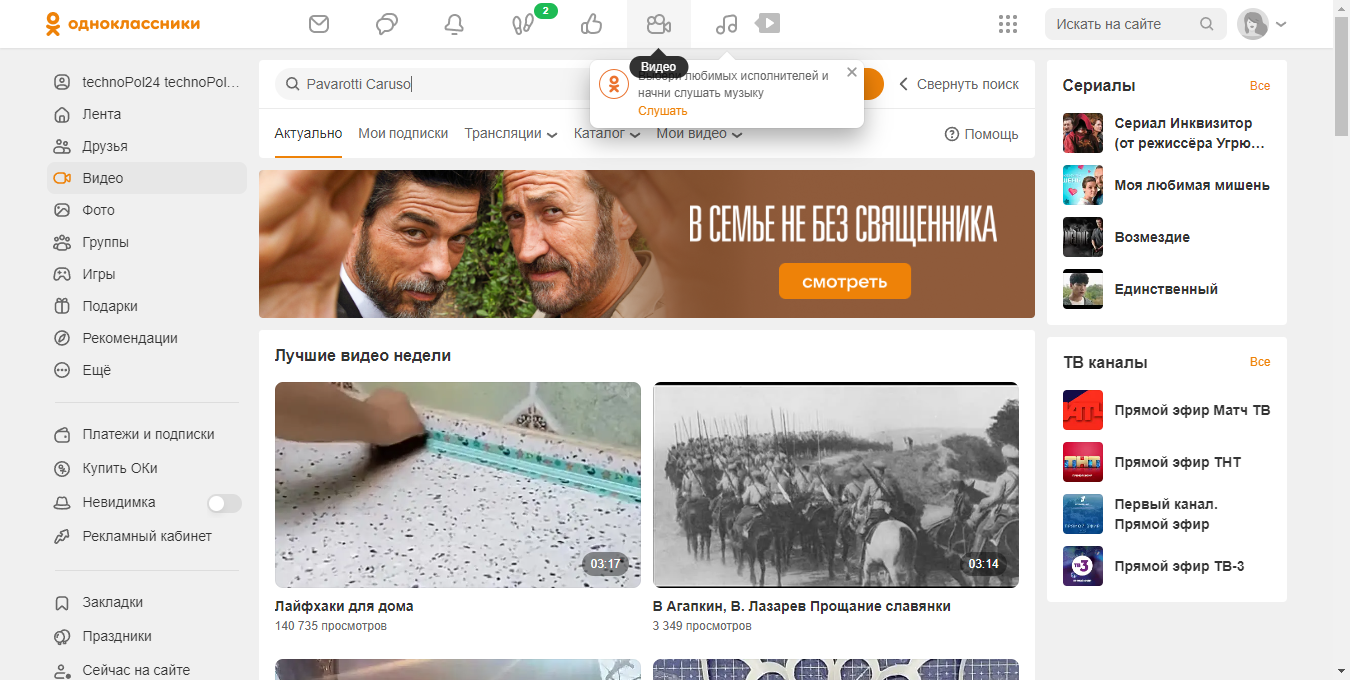 одноклассники
2
Искать на сайте
Видео
Выбери любимых исполнителей и
начни слушать музыку
Слушать
technoPol24 technoPol…
Лента
Друзья
Видео
Фото
Группы
Игры
Подарки
Рекомендации
Ещё
Платежи и подписки
Купить ОКи
Невидимка
Рекламный кабинет
Закладки
Праздники
Сейчас на сайте
Pavarotti Caruso
Свернуть поиск
Актуально Мои подписки Трансляции Каталог Мои видео Помощь
В СЕМЬЕ НЕ БЕЗ СВЯЩЕННИКА
смотреть
Лучшие видео недели
03:17
Лайфхаки для дома
140 735 просмотров
03:14
В Агапкин, В. Лазарев Прощание славянки
3 349 просмотров
Сериалы Все
Сериал Инквизитор
(от режиссёра Угрю…
Моя любимая мишень
Возмездие
Единственный
ТВ каналы Все
Прямой эфир Матч ТВ
ТНТ
Прямой эфир ТНТ
Первый канал.
Прямой эфир
ТВ 3
Прямой эфир ТВ-3